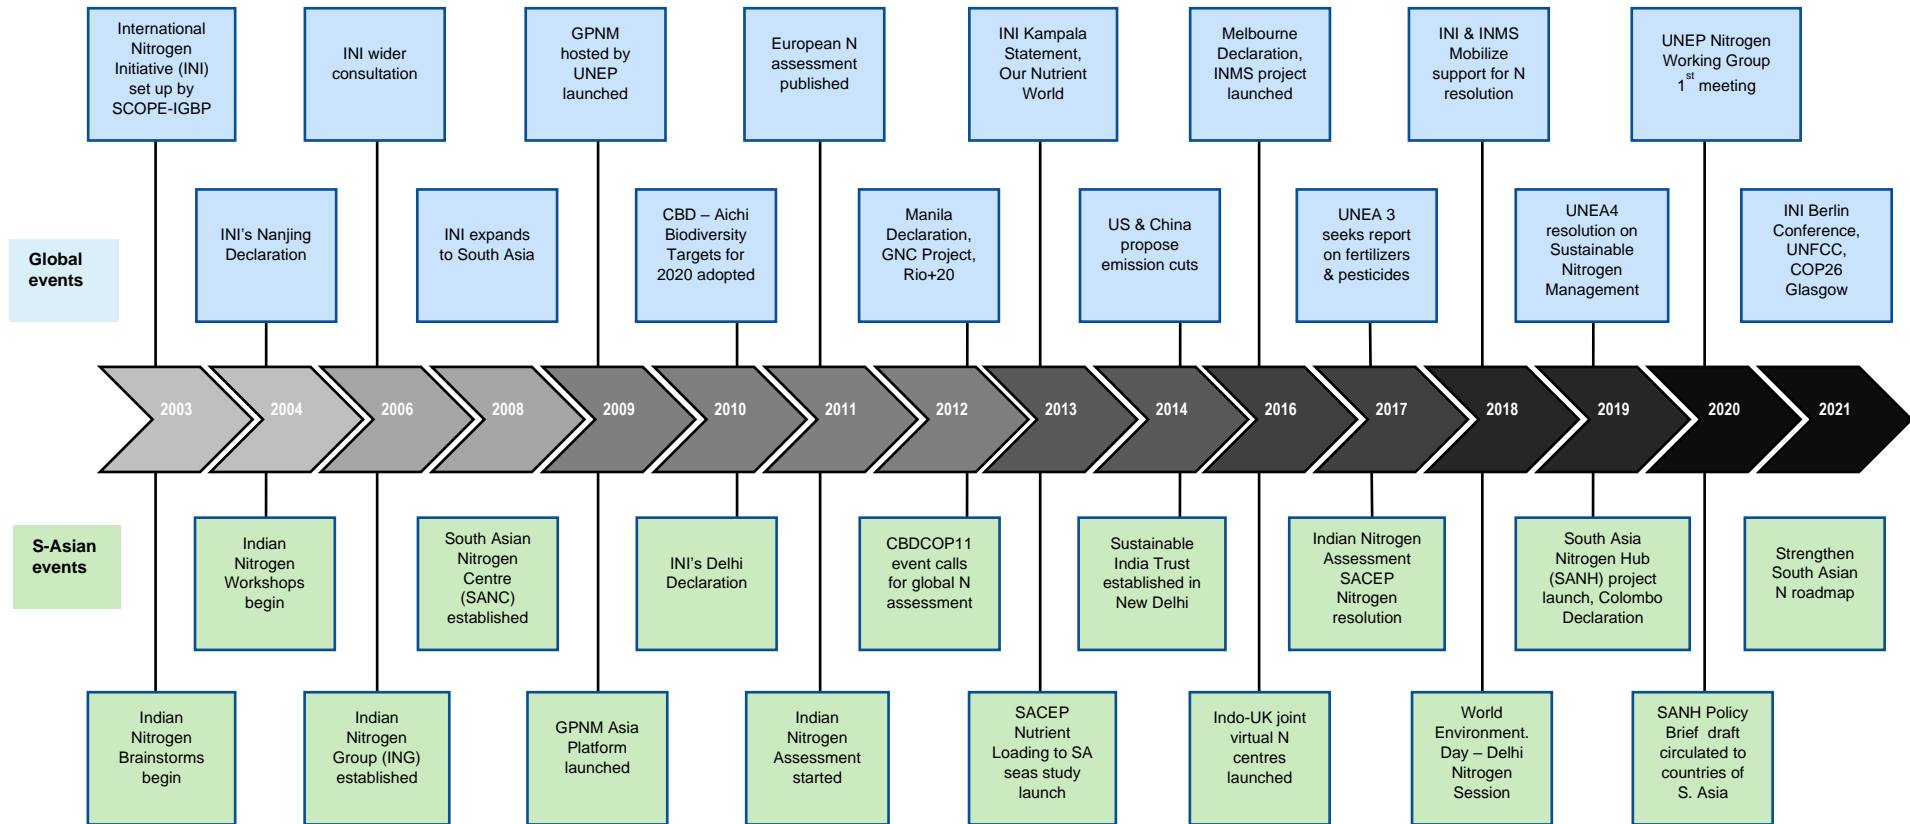 International
Nitrogen
Initiative (INI)
set up by
SCOPE-IGBP
INI wider
consultation
GPNM
hosted by
UNEP
launched
European N
assessment
published
INI Kampala
Statement,
Our Nutrient
World
Melbourne
Declaration,
INMS project
launched
INI & INMS
Mobilize
support for N
resolution
UNEP Nitrogen
Working Group
1st meeting
Global
events
INI's Nanjing
Declaration
INI expands
to South Asia
CBD – Aichi
Biodiversity
Targets for
2020 adopted
Manila
Declaration,
GNC Project,
Rio+20
US & China
propose
emission cuts
UNEA 3
seeks report
on fertilizers
& pesticides
UNEA4
resolution on
Sustainable
Nitrogen
Management
INI Berlin
Conference,
UNFCC,
COP26
Glasgow
2003
2004
2006
2008
2009
2010
2011
2012
2013
2014
2016
2017
2018
2019
2020
2021
S-Asian
events
Indian
Nitrogen
Workshops
begin
South Asian
Nitrogen
Centre
(SANC)
established
INI's Delhi
Declaration
CBDCOP11
event calls
for global N
assessment
Sustainable
India Trust
established in
New Delhi
Indian Nitrogen
Assessment
SACEP
Nitrogen
resolution
South Asia
Nitrogen Hub
(SANH) project
launch, Colombo
Declaration
Strengthen
South Asian
N roadmap
Indian
Nitrogen
Brainstorms
begin
Indian
Nitrogen
Group (ING)
established
GPNM Asia
Platform
launched
Indian
Nitrogen
Assessment
started
SACEP
Nutrient
Loading to SA
seas study
launch
Indo-UK joint
virtual N
centres
launched
World
Environment.
Day – Delhi
Nitrogen
Session
SANH Policy
Brief draft
circulated to
countries of
S. Asia